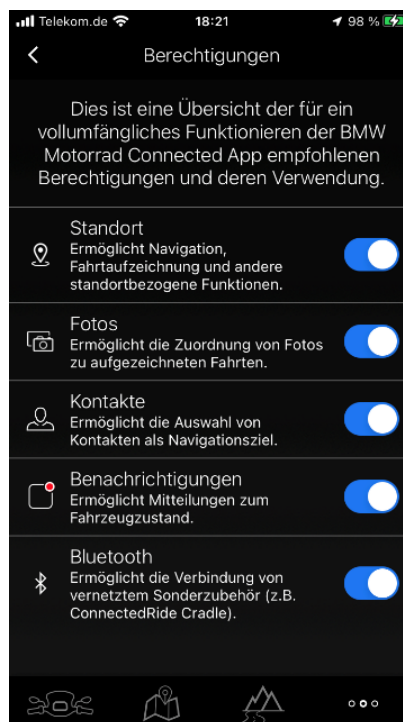 Telekom.de 18:21 98 %
Berechtigungen
Dies ist eine Übersicht der für ein
vollumfängliches Funktionieren der BMW
Motorrad Connected App empfohlenen
Berechtigungen und deren Verwendung.
Standort
Ermöglicht Navigation,
Fahrtaufzeichnung und andere
standortbezogene Funktionen.
Fotos
Ermöglicht die Zuordnung von Fotos
zu aufgezeichneten Fahrten.
Kontakte
Ermöglicht die Auswahl von
Kontakten als Navigationsziel.
Benachrichtigungen
Ermöglicht Mitteilungen zum
Fahrzeugzustand.
Bluetooth
Ermöglicht die Verbindung von
vernetztem Sonderzubehör (z.B.
ConnectedRide Cradle).